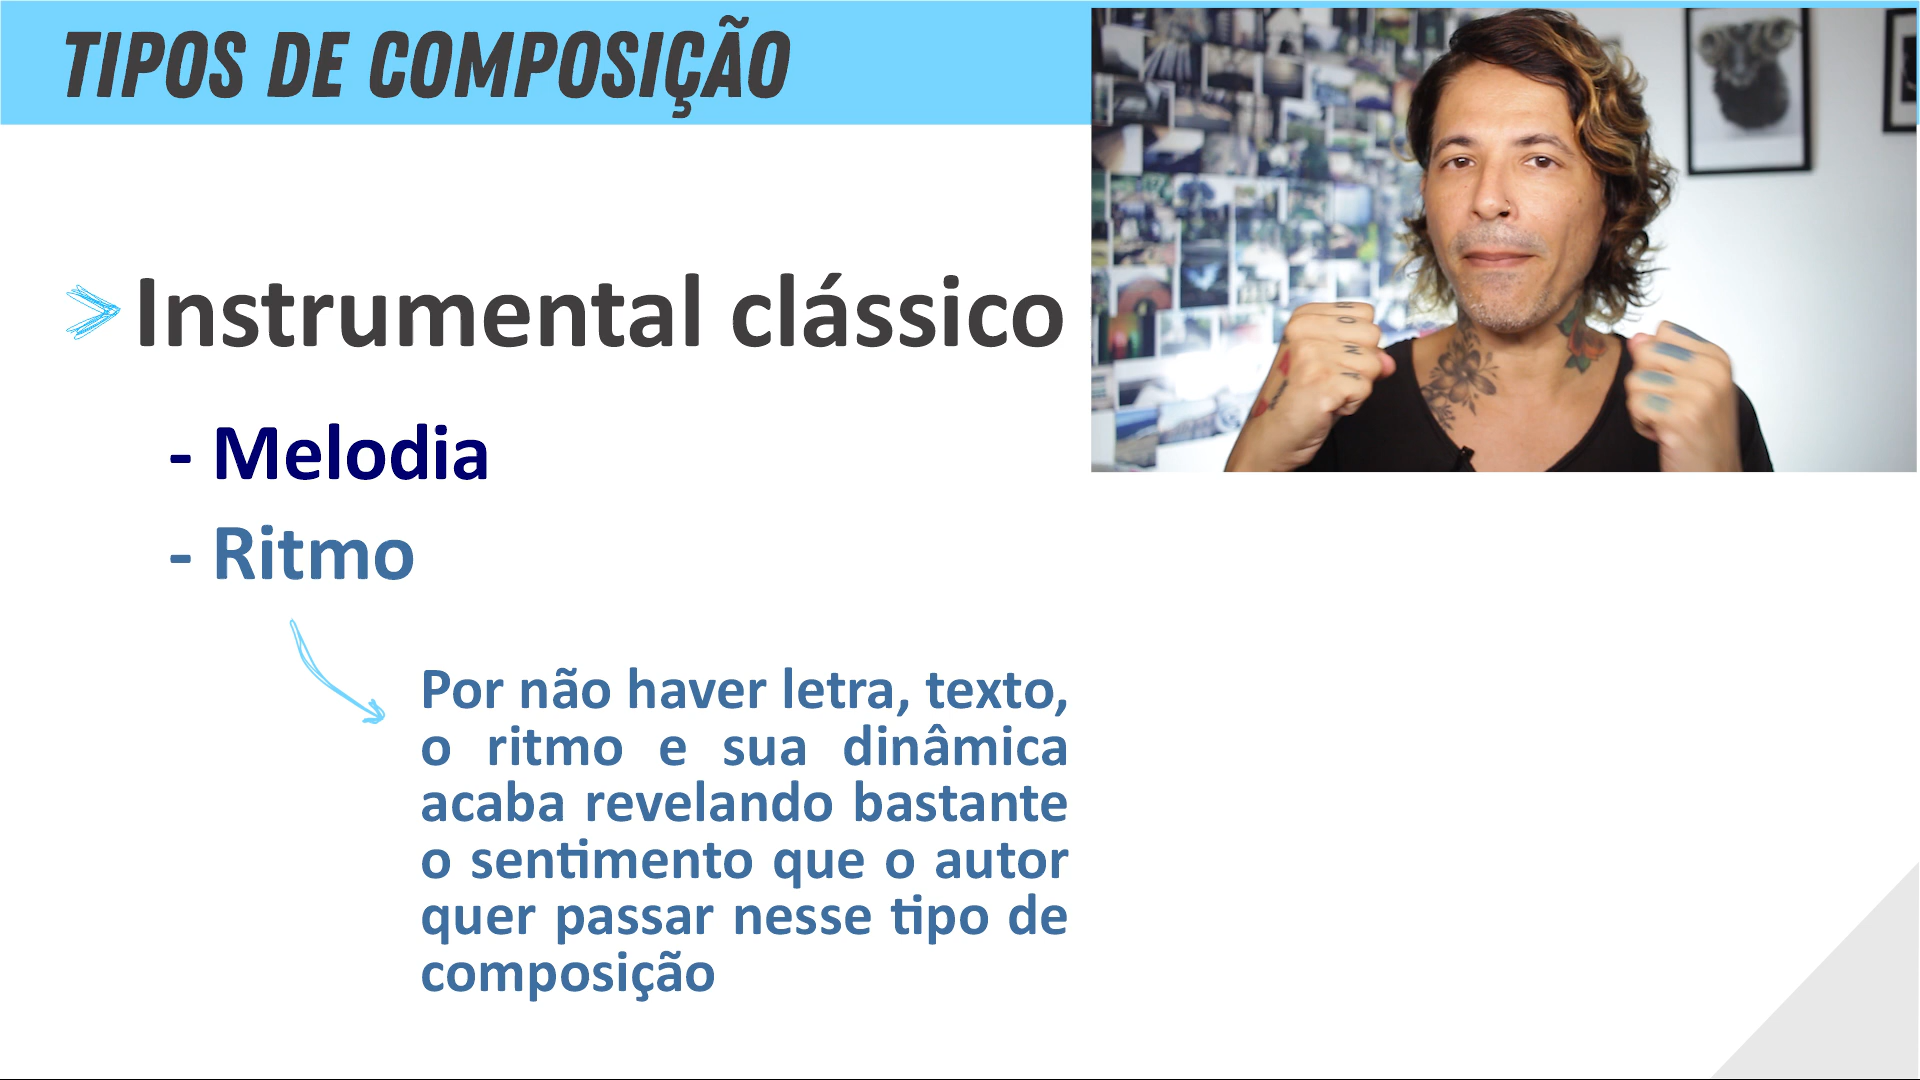 TIPOS DE COMPOSIÇÃO
Instrumental clássico
- Melodia
- Ritmo
Por não haver letra, texto,
o ritmo e sua dinâmica
acaba revelando bastante
o sentimento que o autor
quer passar nesse tipo de
composição